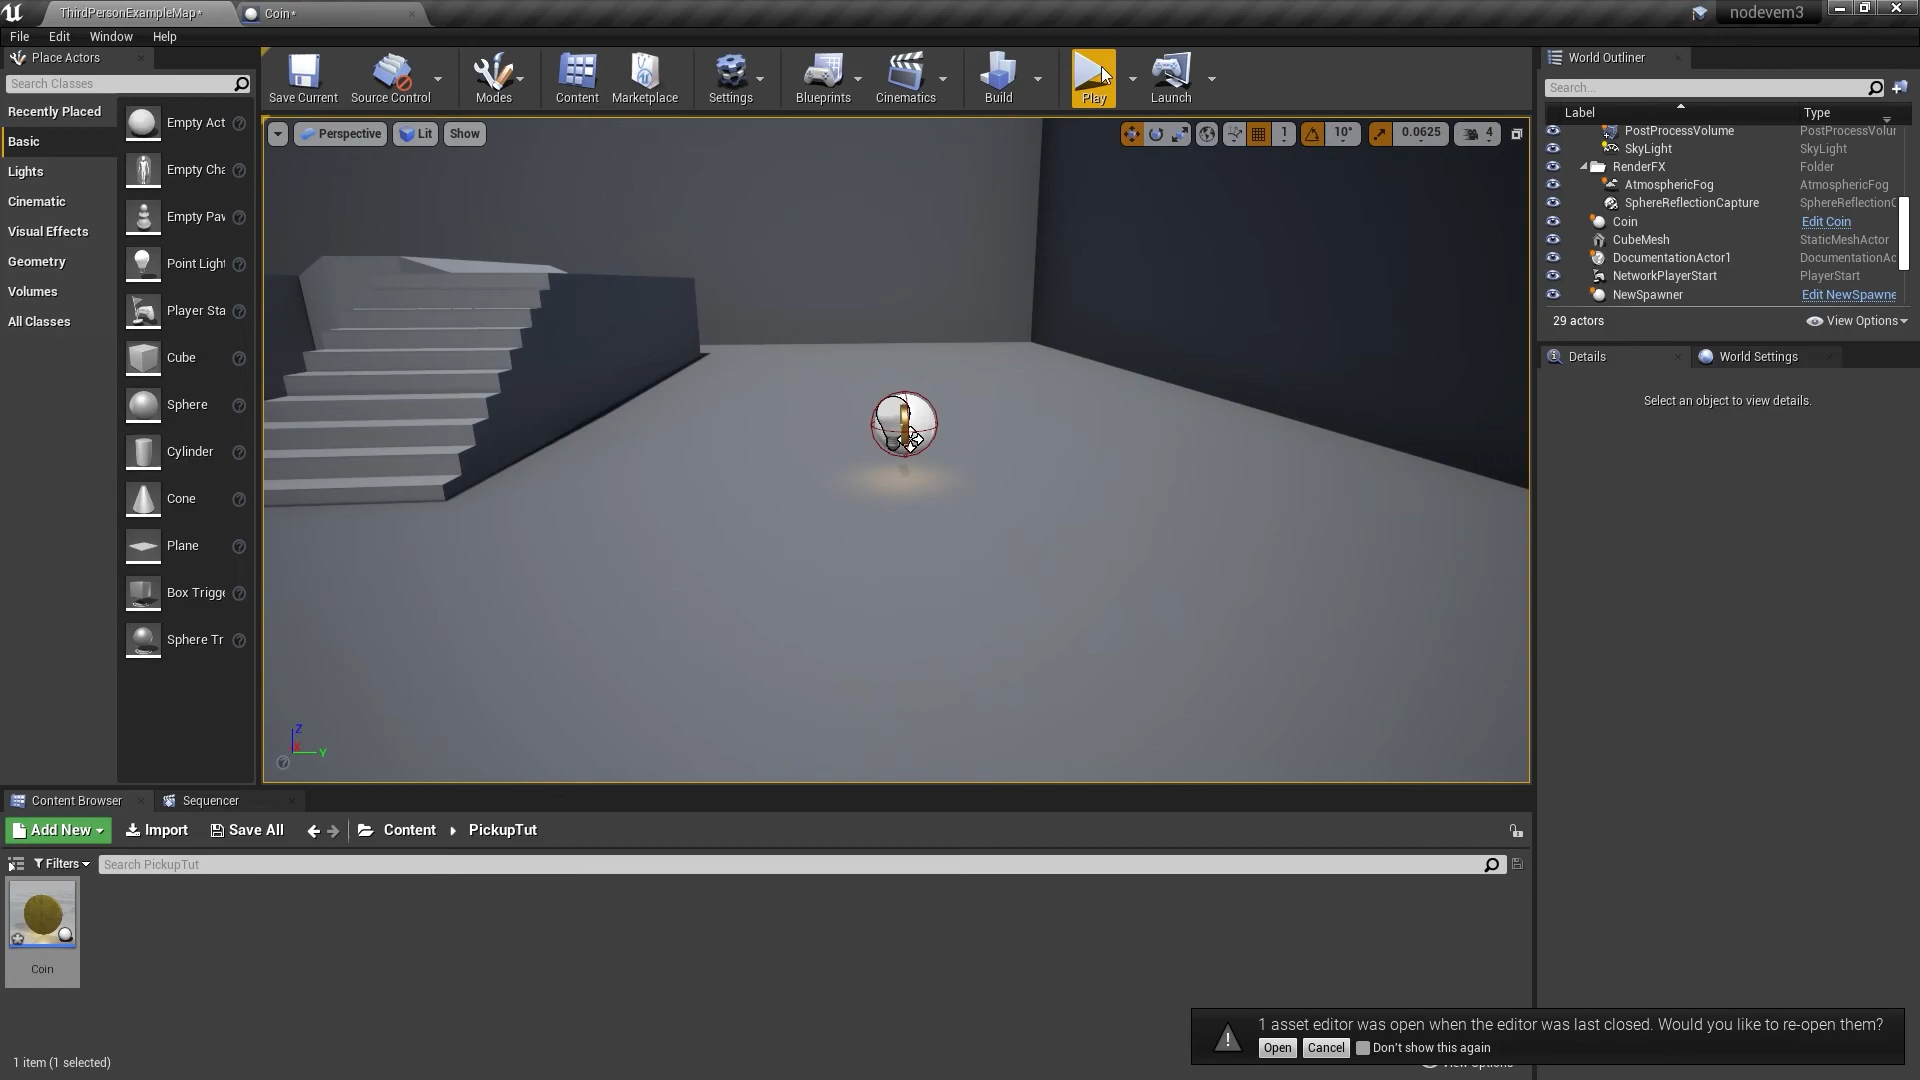 ThirdPersonExampleMap*
Coin*
nodevem3
File Edit Window Help
Place Actors
Search Classes
Recently Placed
Basic
Lights
Cinematic
Visual Effects
Geometry
Volumes
All Classes
Empty Act
Empty Cha
Empty Paw
Point Light
Player Sta
Cube
Sphere
Cylinder
Cone
Plane
Box Trigge
Sphere Tr
Save Current
Source Control
Modes
Content
Marketplace
Settings
Blueprints
Cinematics
Build
Play
Launch
Perspective
Lit
Show
1
10°
0.0625
4
Z
X
Y
World Outliner
Search...
Label Type
PostProcessVolume PostProcessVolur
SkyLight SkyLight
RenderFX Folder
AtmosphericFog AtmosphericFog
SphereReflectionCapture SphereReflectionC
Coin Edit Coin
CubeMesh StaticMeshActor
DocumentationActor1 DocumentationAc
NetworkPlayerStart PlayerStart
NewSpawner Edit NewSpawne
29 actors
View Options
Details
World Settings
Select an object to view details.
Content Browser
Sequencer
Add New
Import
Save All
Content
PickupTut
Filters
Search PickupTut
Coin
1 item (1 selected)
1 asset editor was open when the editor was last closed. Would you like to re-open them?
Open
Cancel
Don't show this again